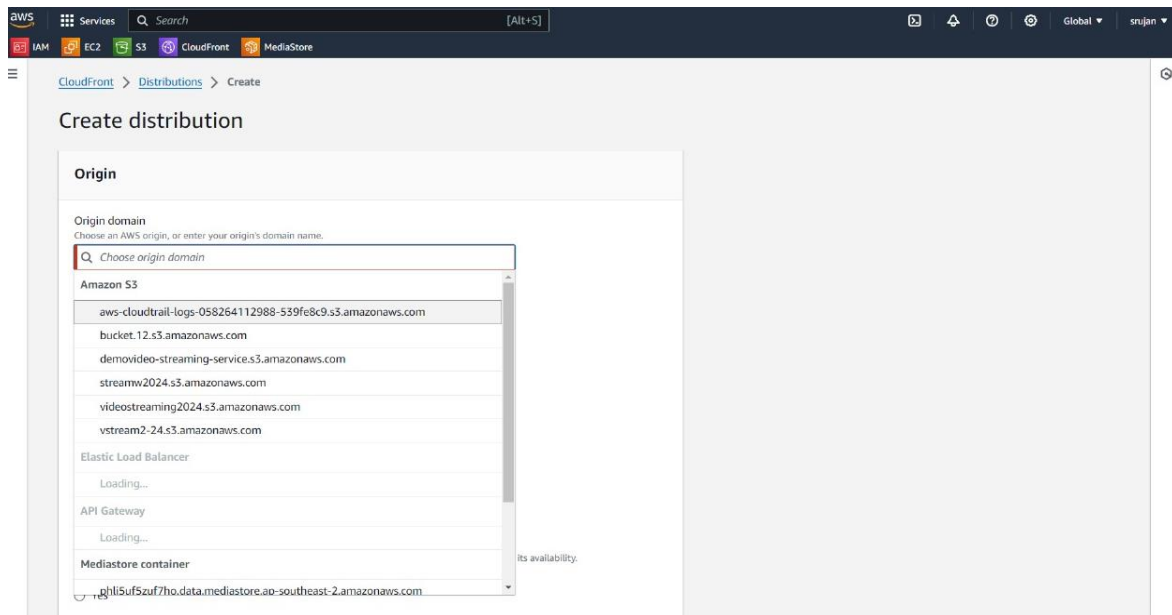 aws Services Search [Alt+S] Global srujan
IAM EC2 S3 CloudFront MediaStore
CloudFront > Distributions > Create
Create distribution
Origin
Origin domain
Choose an AWS origin, or enter your origin's domain name.
Choose origin domain
Amazon S3
aws-cloudtrail-logs-058264112988-539fe8c9.s3.amazonaws.com
bucket.12.s3.amazonaws.com
demovideo-streaming-service.s3.amazonaws.com
streamw2024.s3.amazonaws.com
videostreaming2024.s3.amazonaws.com
vstream2-24.s3.amazonaws.com
Elastic Load Balancer
Loading...
API Gateway
Loading...
its availability.
Mediastore container
phli5uf5zuf7ho.data.mediastore.ap-southeast-2.amazonaws.com
Yes